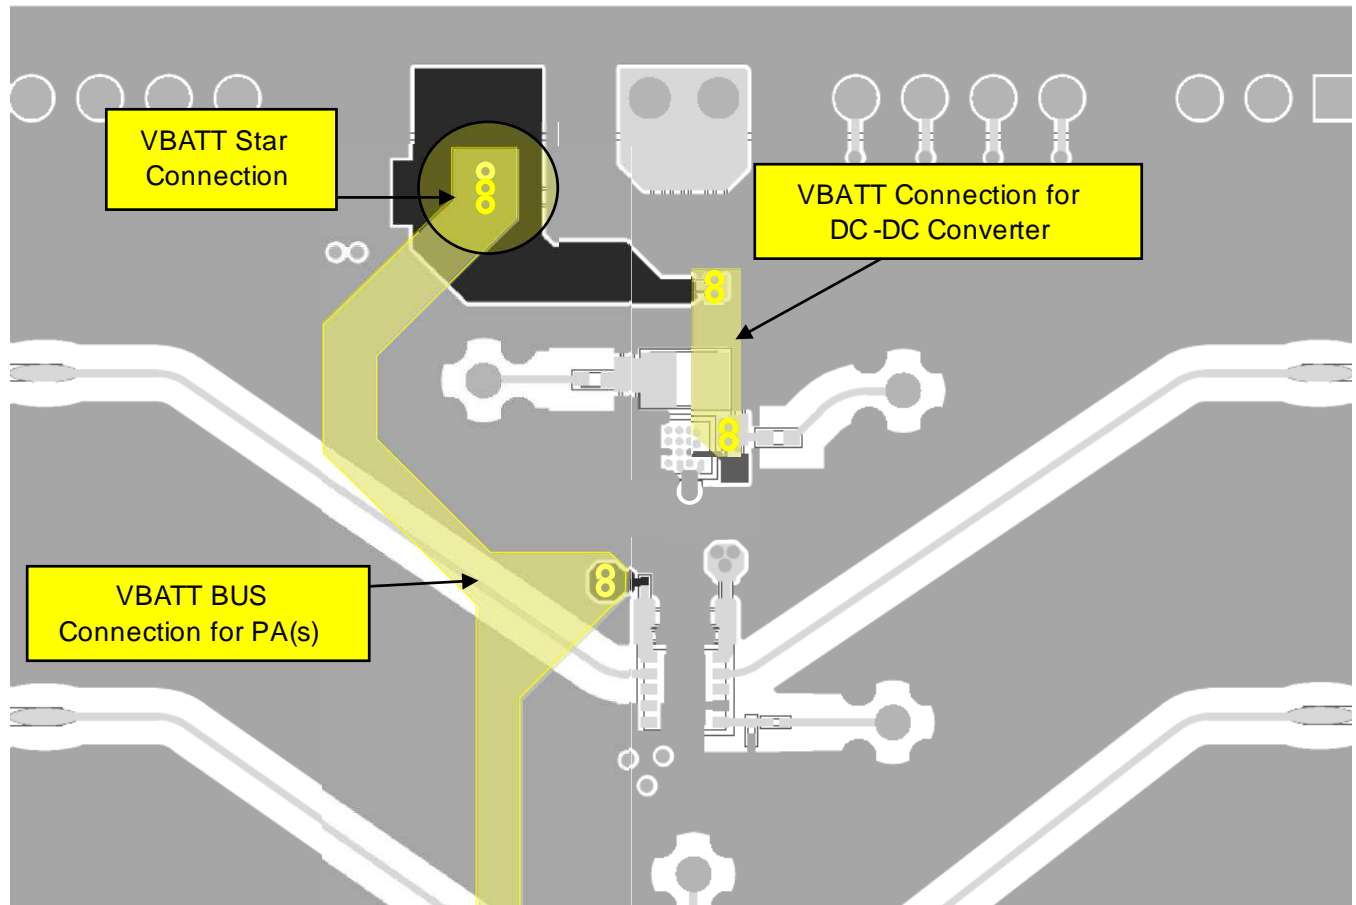 VBATT Star
Connection
VBATT Connection for
DC-DC Converter
VBATT BUS
Connection for PA(s)